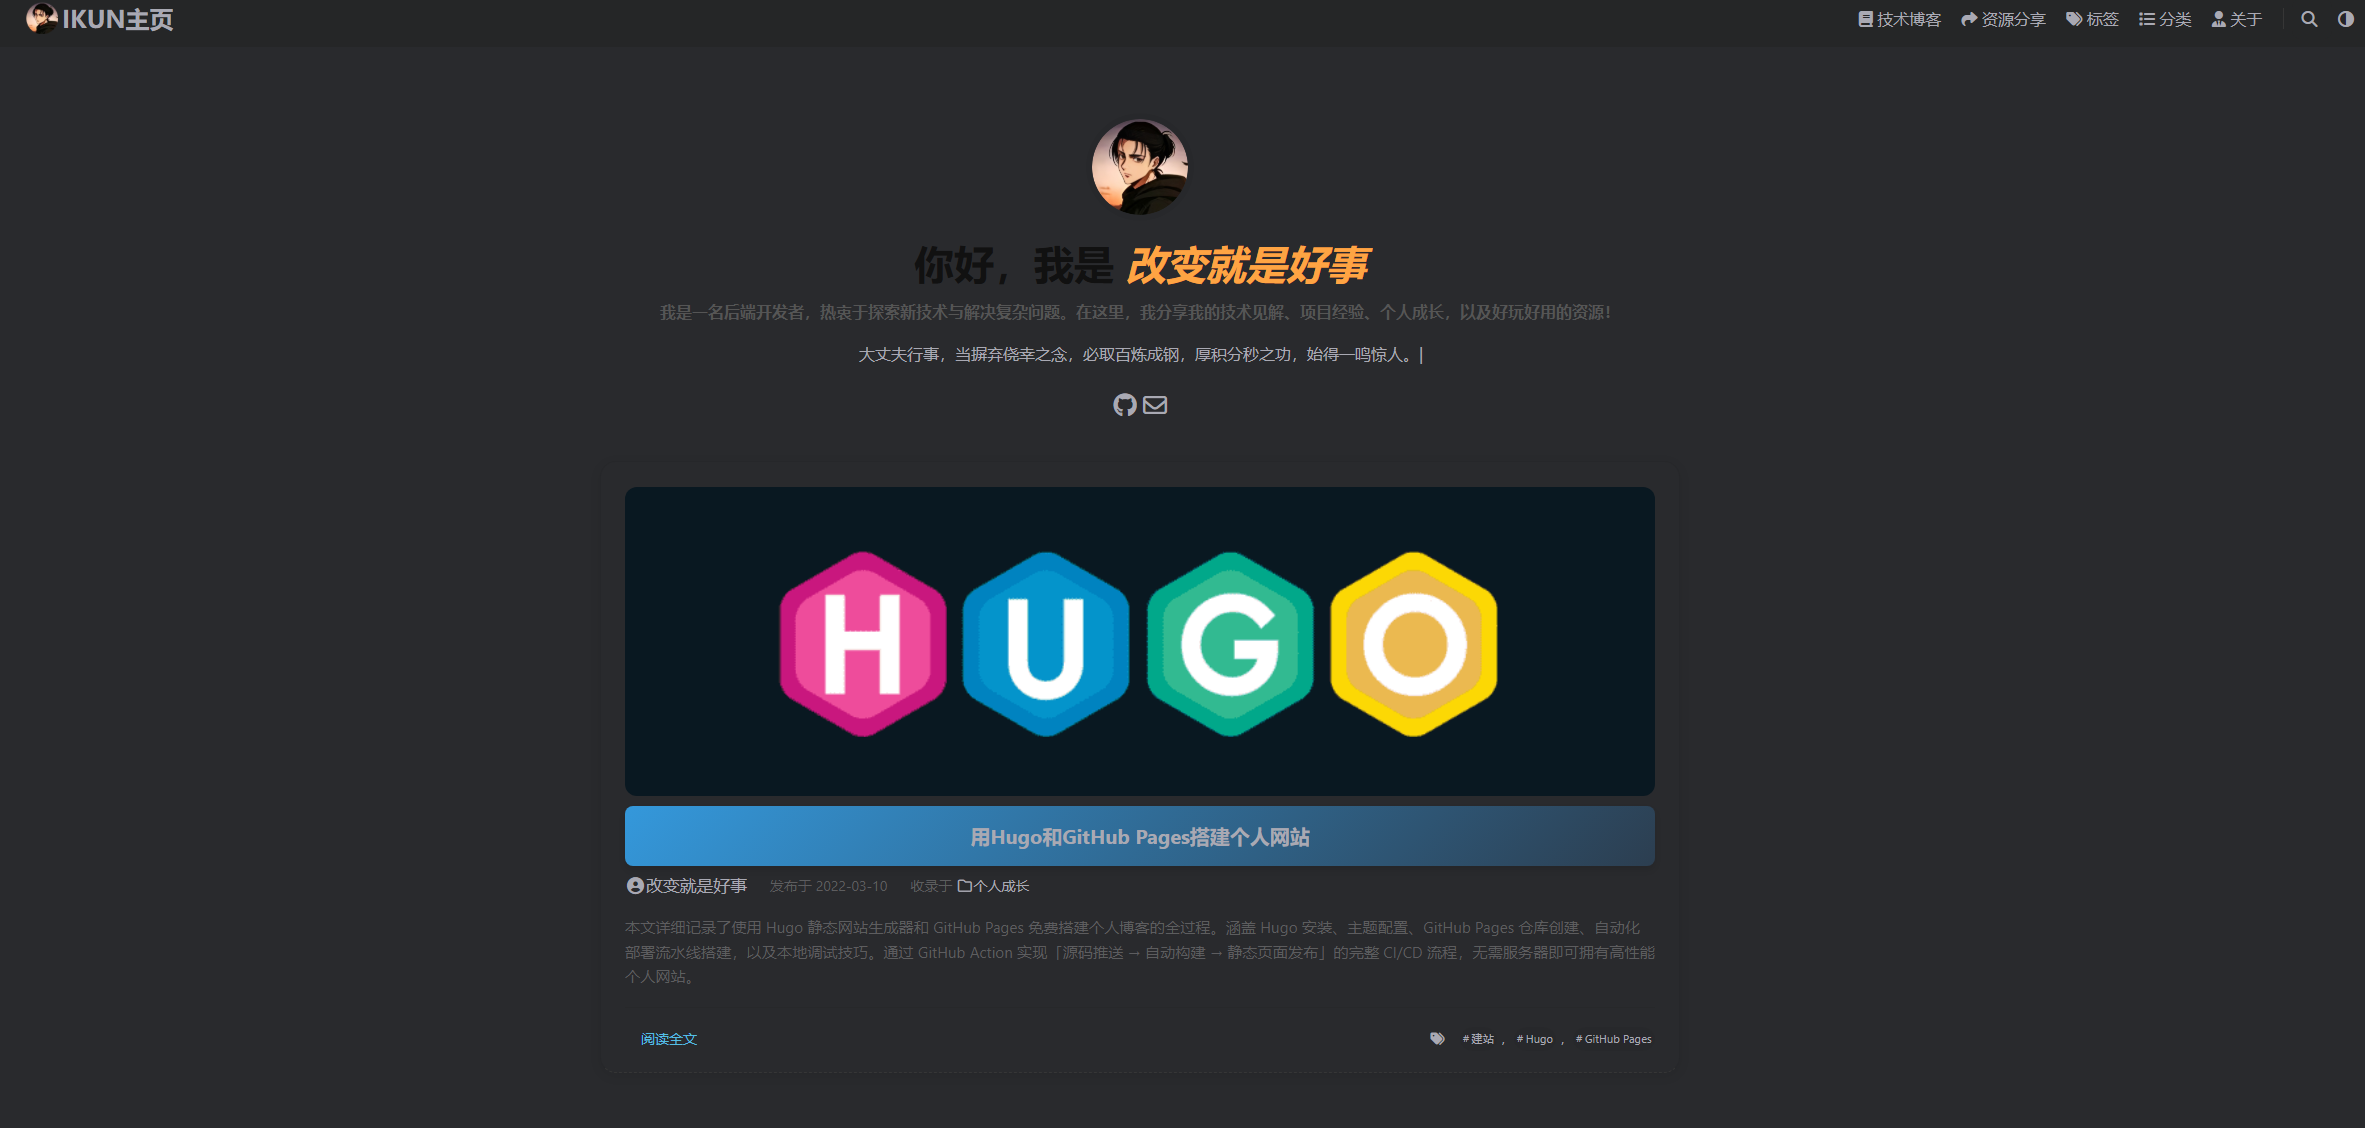 IKUN主页
技术博客 资源分享 标签 分类 关于
你好，我是 改变就是好事
我是一名后端开发者，热衷于探索新技术与解决复杂问题。在这里，我分享我的技术见解、项目经验、个人成长，以及好玩好用的资源！
大丈夫行事，当摒弃侥幸之念，必取百炼成钢，厚积分秒之功，始得一鸣惊人。|
HUGO
用Hugo和GitHub Pages搭建个人网站
改变就是好事 发布于 2022-03-10 收录于 个人成长
本文详细记录了使用 Hugo 静态网站生成器和 GitHub Pages 免费搭建个人博客的全过程。涵盖 Hugo 安装、主题配置、GitHub Pages 仓库创建、自动化
部署流水线搭建，以及本地调试技巧。通过 GitHub Action 实现「源码推送 → 自动构建 → 静态页面发布」的完整 CI/CD 流程，无需服务器即可拥有高性能
个人网站。
阅读全文
# 建站 ， # Hugo ， # GitHub Pages